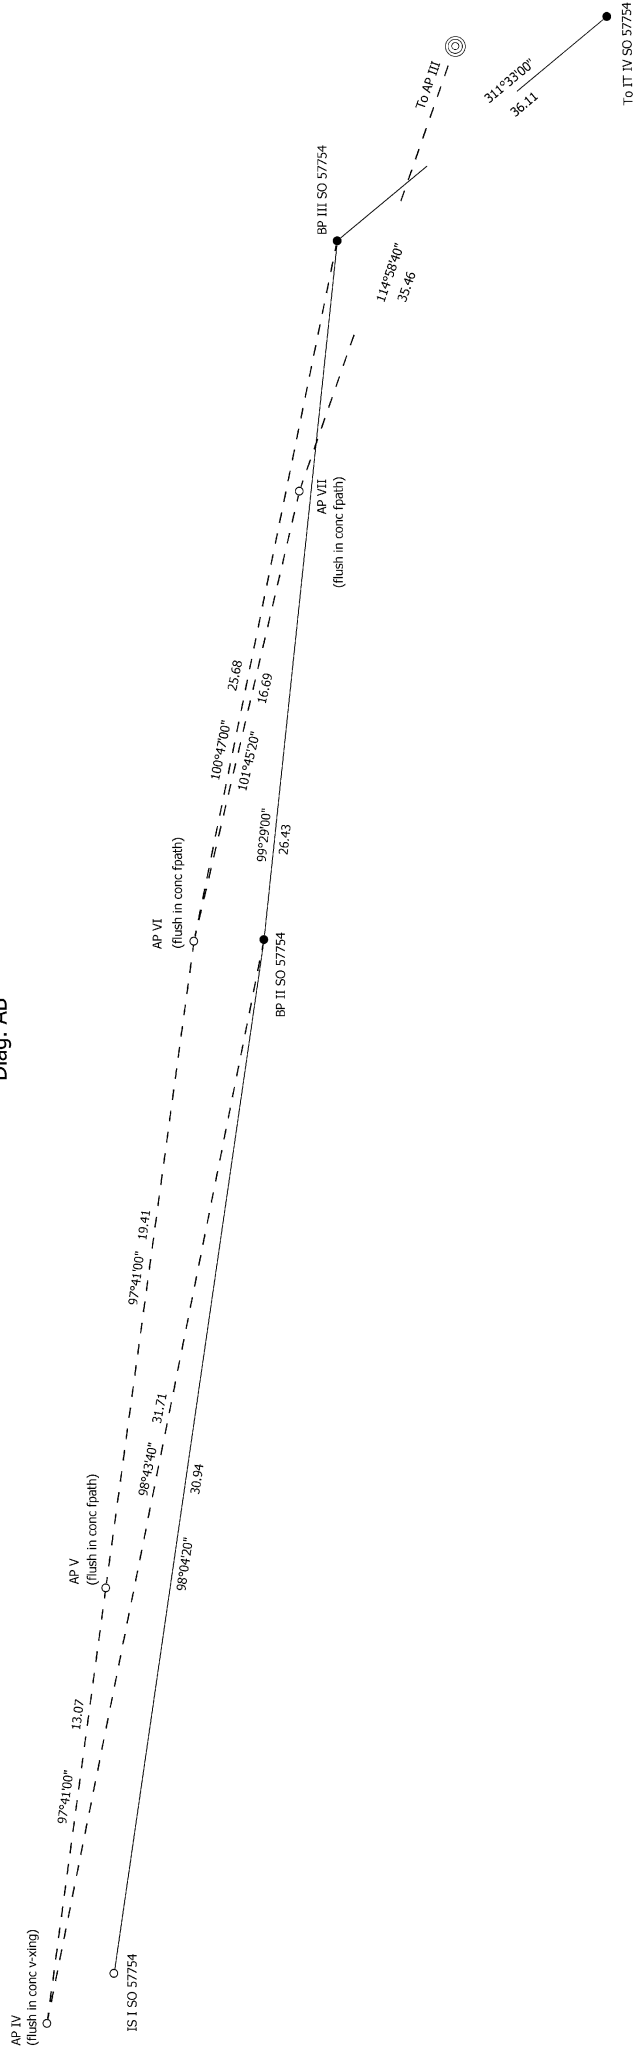 Diag. AB
AP IV
(flush in conc v-xing)
97°41'00"
13.07
AP V
(flush in conc fpath)
97°41'00"
19.41
AP VI
(flush in conc fpath)
100°47'00"
25.68
101°45'20"
16.69
BP III SO 57754
To AP III
311°33'00"
36.11
To IT IV SO 57754
114°58'40"
35.46
AP VII
(flush in conc fpath)
99°29'00"
26.43
BP II SO 57754
98°43'40"
31.71
98°04'20"
30.94
IS I SO 57754